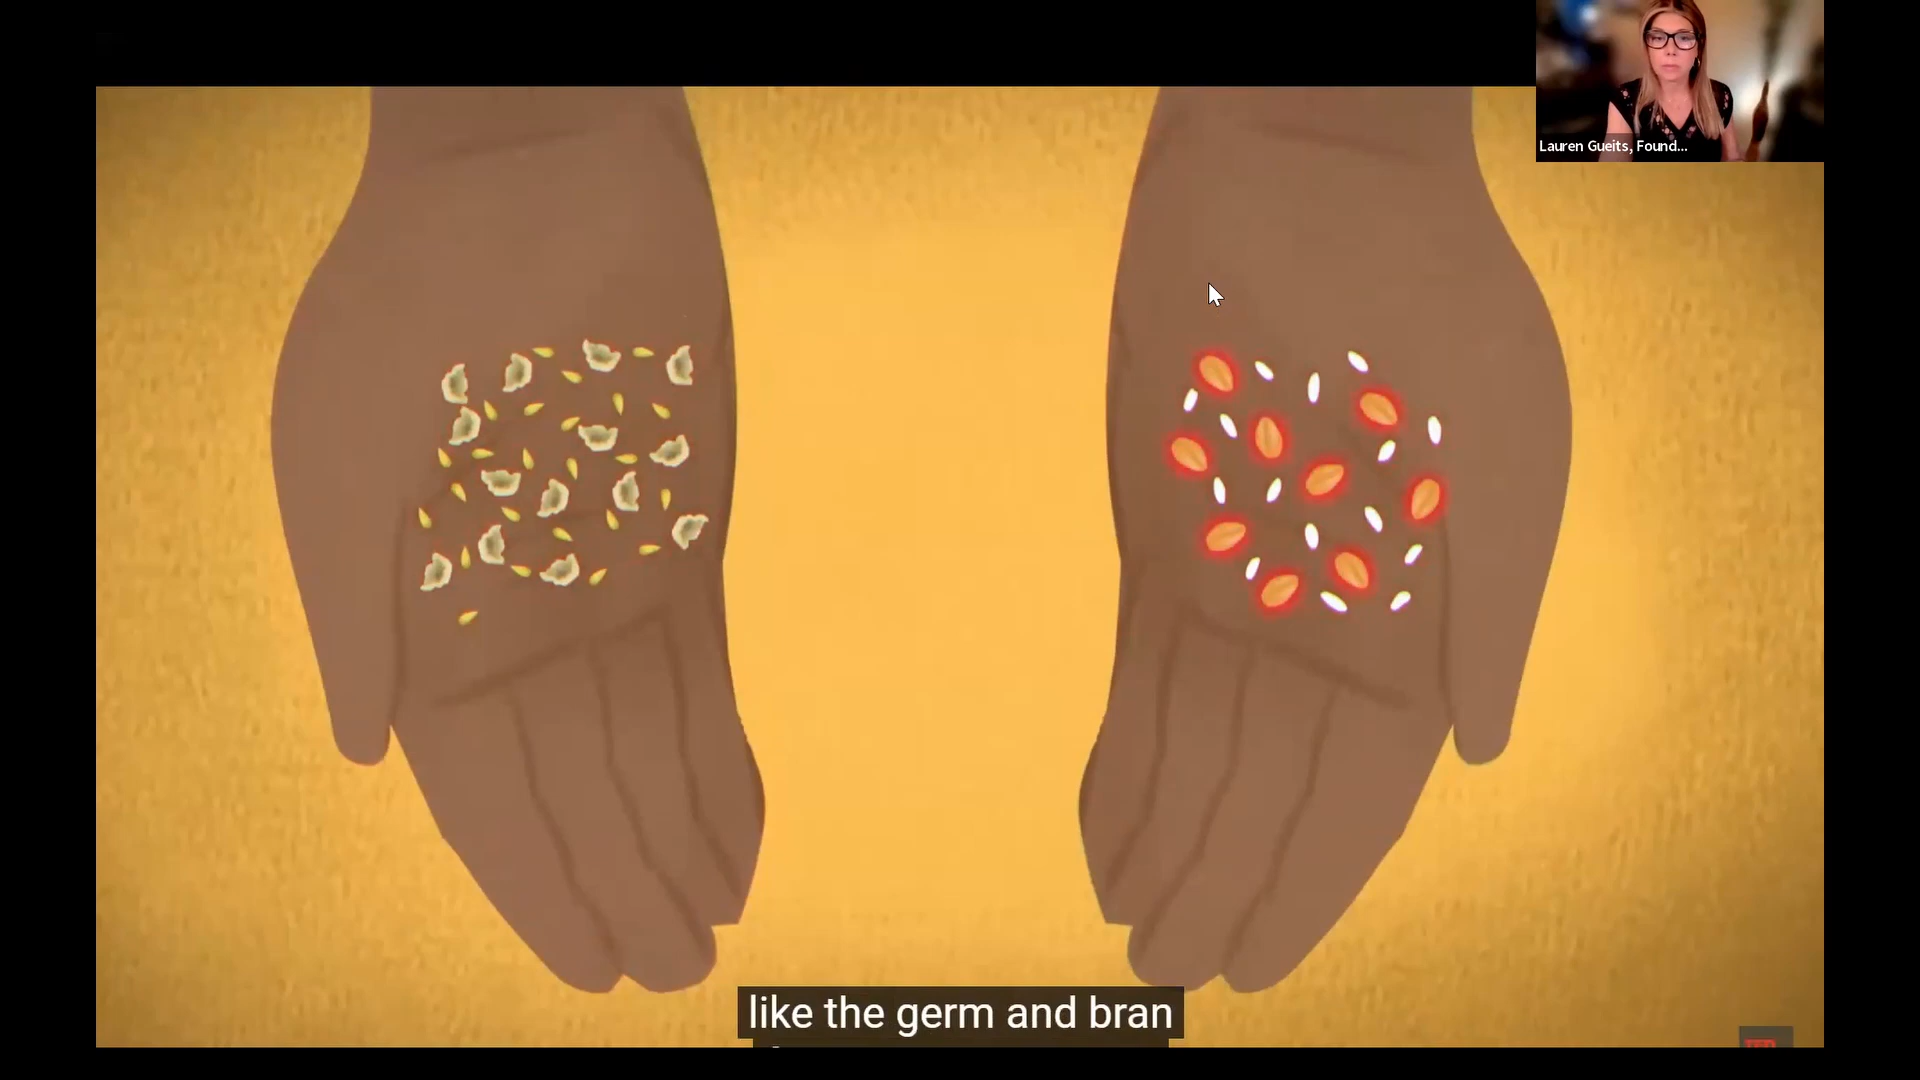 Lauren Gueits, Found...
like the germ and bran